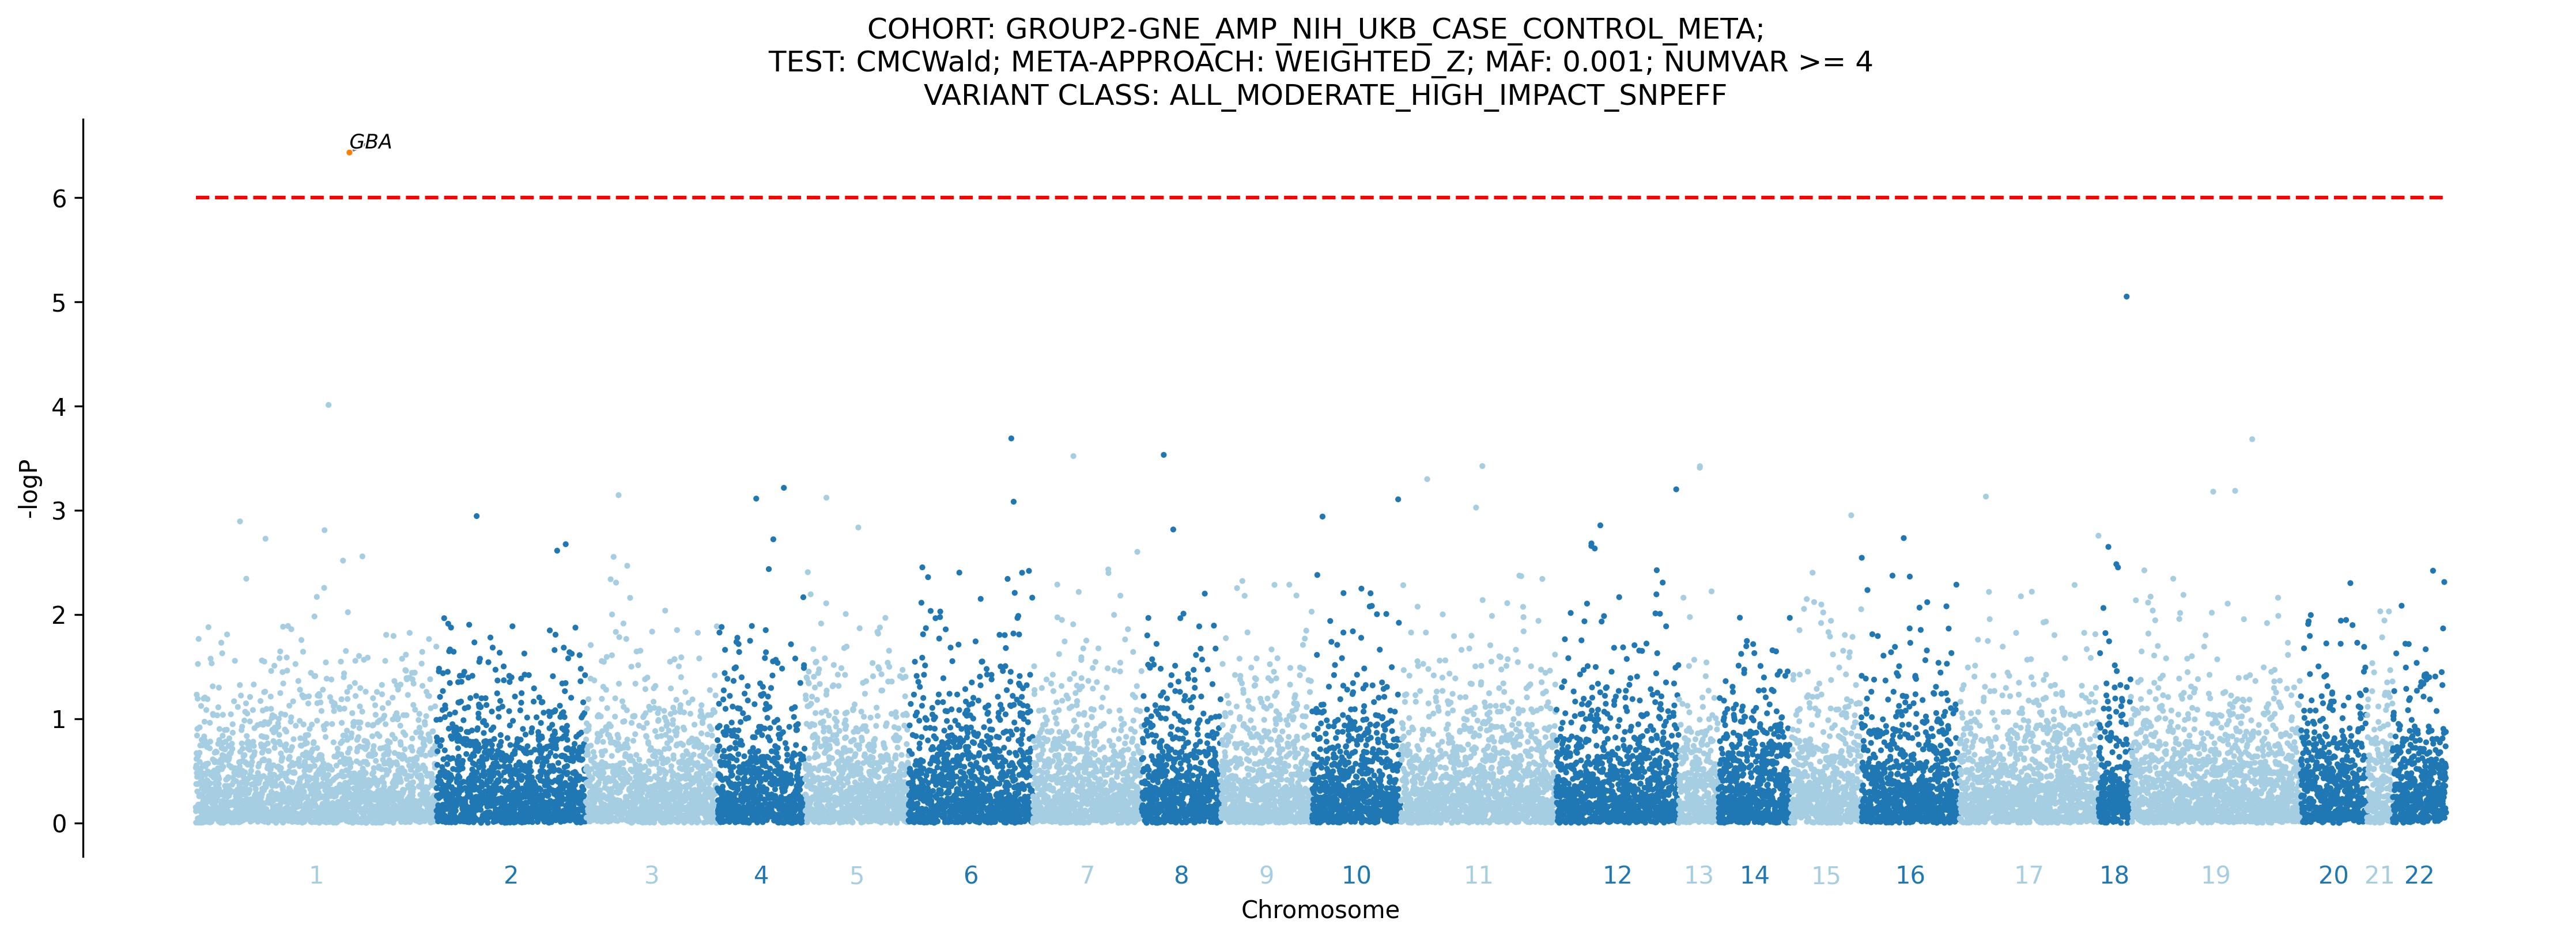 COHORT: GROUP2-GNE_AMP_NIH_UKB_CASE_CONTROL_META;
TEST: CMCWald; META-APPROACH: WEIGHTED_Z; MAF: 0.001; NUMVAR >= 4
VARIANT CLASS: ALL_MODERATE_HIGH_IMPACT_SNPEFF
GBA
6
5
4
3
2
1
0
-logP
1 2 3 4 5 6 7 8 9 10 11 12 13 14 15 16 17 18 19 20 21 22
Chromosome